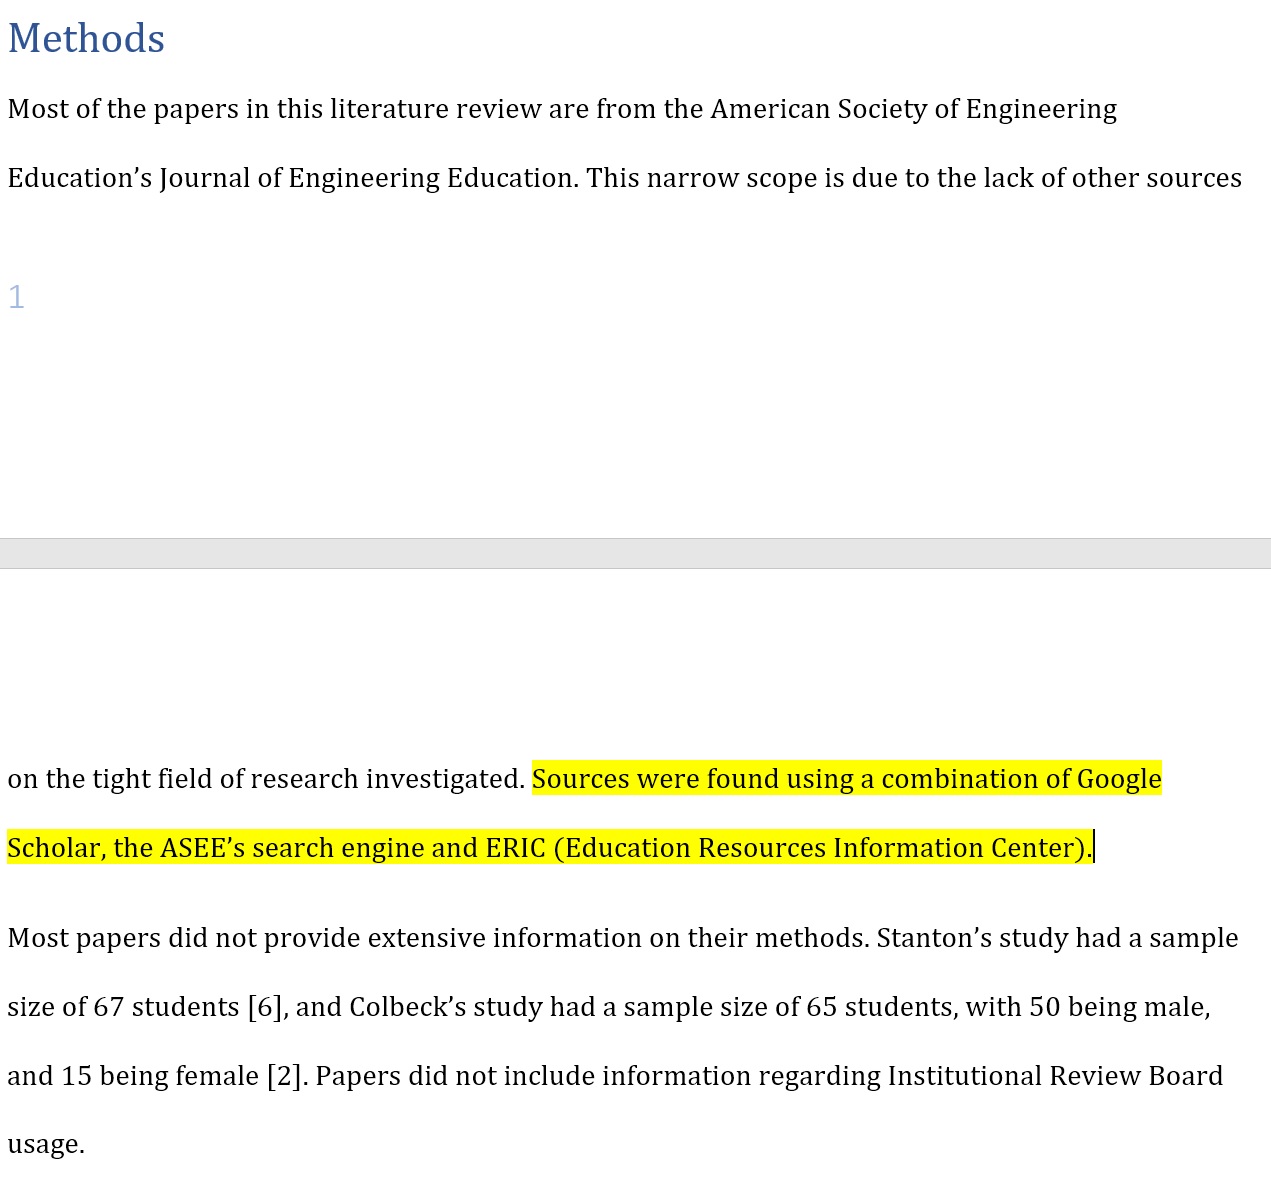 Methods
Most of the papers in this literature review are from the American Society of Engineering
Education’s Journal of Engineering Education. This narrow scope is due to the lack of other sources
1
on the tight field of research investigated. Sources were found using a combination of Google
Scholar, the ASEE’s search engine and ERIC (Education Resources Information Center).
Most papers did not provide extensive information on their methods. Stanton’s study had a sample
size of 67 students [6], and Colbeck’s study had a sample size of 65 students, with 50 being male,
and 15 being female [2]. Papers did not include information regarding Institutional Review Board
usage.